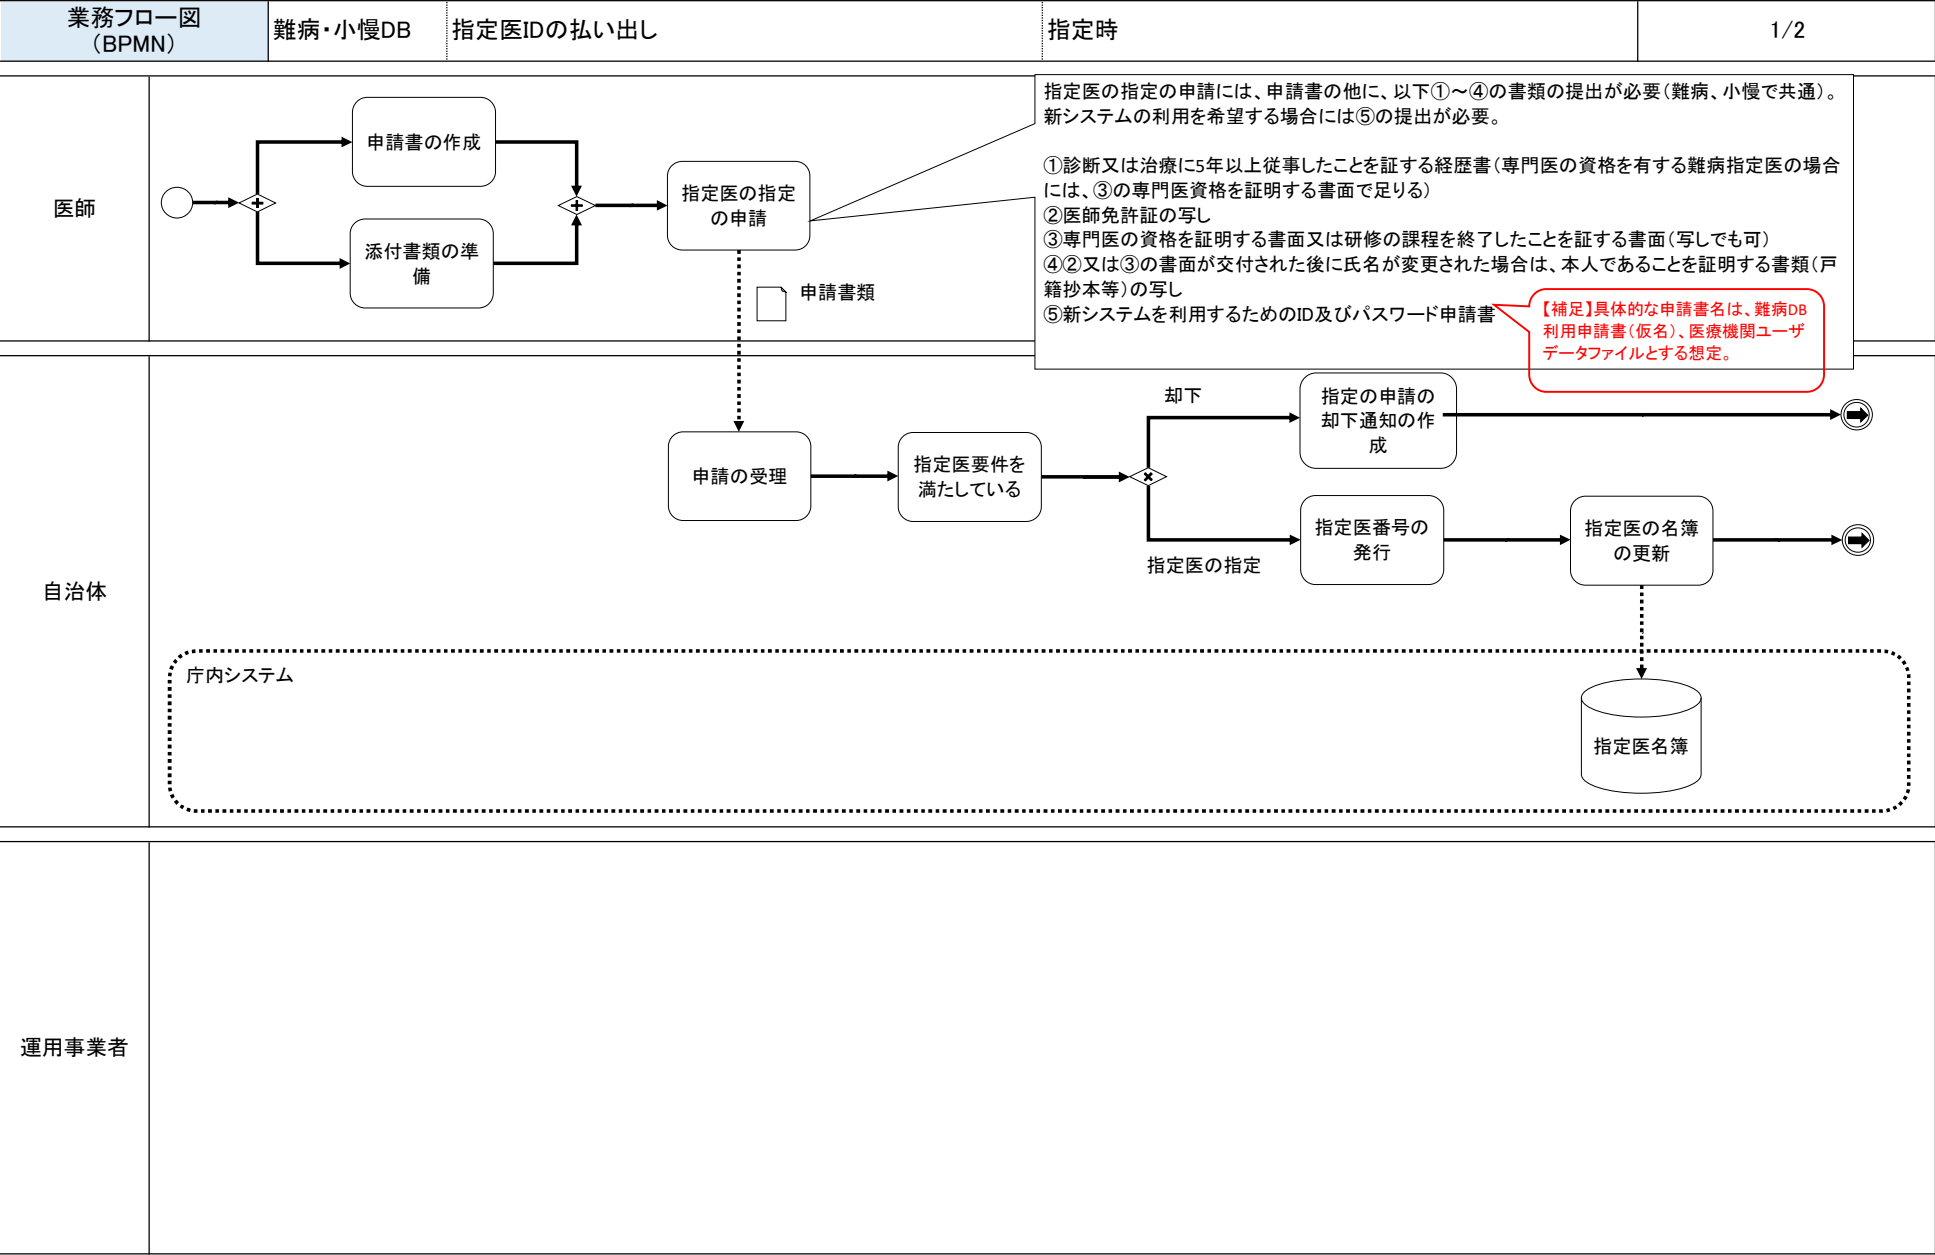 業務フロー図
(BPMN)
難病・小慢DB
指定医IDの払い出し
指定時
1/2
医師
申請書の作成
添付書類の準
備
指定医の指定
の申請
申請書類
指定医の指定の申請には、申請書の他に、以下①～④の書類の提出が必要(難病、小慢で共通)。
新システムの利用を希望する場合には⑤の提出が必要。
①診断又は治療に5年以上従事したことを証する経歴書(専門医の資格を有する難病指定医の場合
には、③の専門医資格を証明する書面で足りる)
②医師免許証の写し
③専門医の資格を証明する書面又は研修の課程を終了したことを証する書面(写しでも可)
④②又は③の書面が交付された後に氏名が変更された場合は、本人であることを証明する書類(戸
籍抄本等)の写し
⑤新システムを利用するためのID及びパスワード申請書
【補足】具体的な申請書名は、難病DB
利用申請書(仮名)、医療機関ユーザ
データファイルとする想定。
自治体
申請の受理
指定医要件を
満たしている
却下
指定の申請の
却下通知の作
成
指定医の指定
指定医番号の
発行
指定医の名簿
の更新
庁内システム
指定医名簿
運用事業者